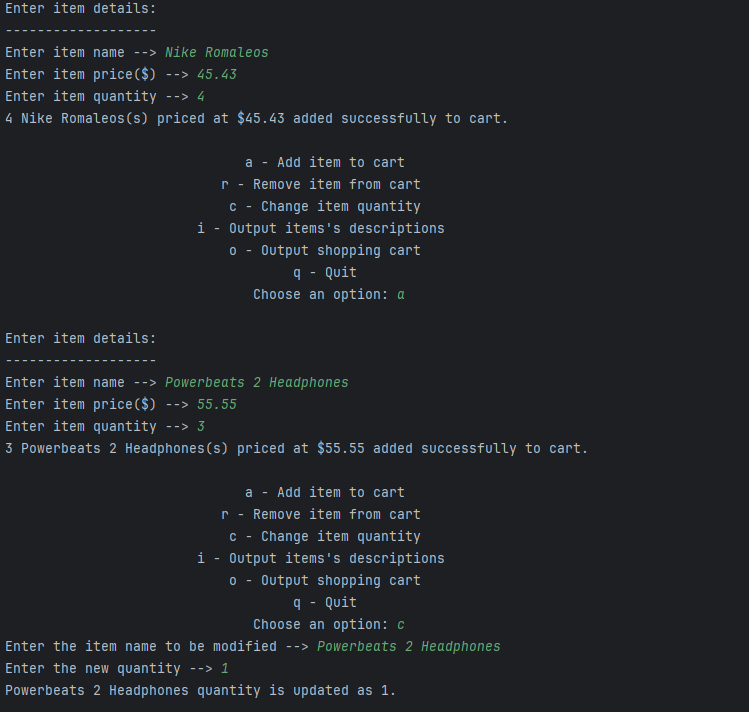 Enter item details:
-------------------
Enter item name --> Nike Romaleos
Enter item price($) --> 45.43
Enter item quantity --> 4
4 Nike Romaleos(s) priced at $45.43 added successfully to cart.
a - Add item to cart
r - Remove item from cart
c - Change item quantity
i - Output items's descriptions
o - Output shopping cart
q - Quit
Choose an option: a
Enter item details:
-------------------
Enter item name --> Powerbeats 2 Headphones
Enter item price($) --> 55.55
Enter item quantity --> 3
3 Powerbeats 2 Headphones(s) priced at $55.55 added successfully to cart.
a - Add item to cart
r - Remove item from cart
c - Change item quantity
i - Output items's descriptions
o - Output shopping cart
q - Quit
Choose an option: c
Enter the item name to be modified --> Powerbeats 2 Headphones
Enter the new quantity --> 1
Powerbeats 2 Headphones quantity is updated as 1.